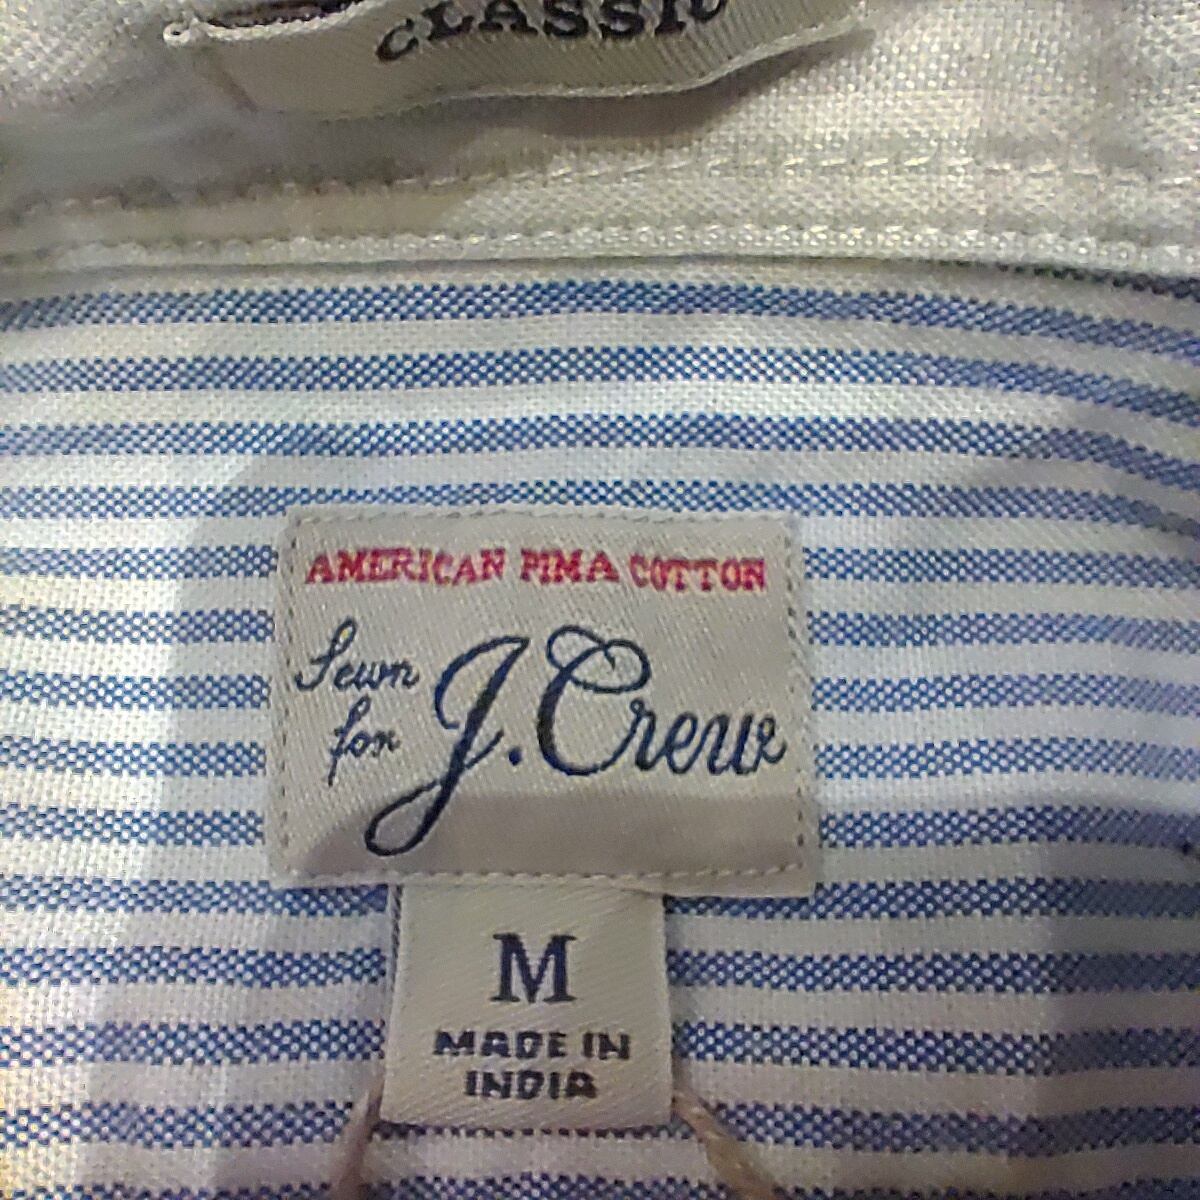 CLASSIC
AMERICAN PIMA COTTON
Sewn for J.Crew
M
MADE IN
INDIA